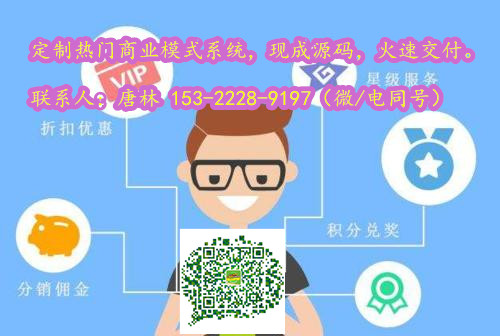 定制热门商业模式系统，现成源码，火速交付。
VIP
星级服务
联系人：唐林 153-2228-9197（微/电同号）
折扣优惠
积分兑奖
分销佣金